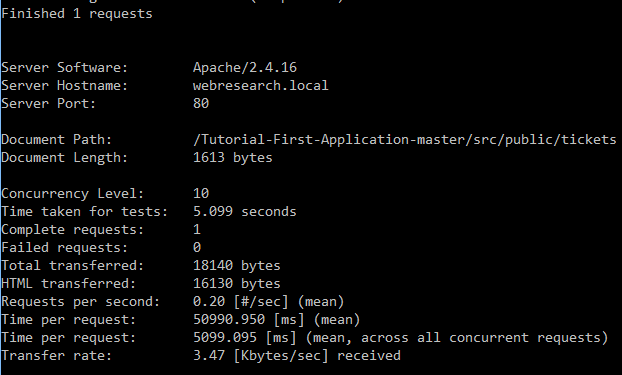 Finished 1 requests
Server Software: Apache/2.4.16
Server Hostname: webresearch.local
Server Port: 80
Document Path: /Tutorial-First-Application-master/src/public/tickets
Document Length: 1613 bytes
Concurrency Level: 10
Time taken for tests: 5.099 seconds
Complete requests: 1
Failed requests: 0
Total transferred: 18140 bytes
HTML transferred: 16130 bytes
Requests per second: 0.20 [#/sec] (mean)
Time per request: 50990.950 [ms] (mean)
Time per request: 5099.095 [ms] (mean, across all concurrent requests)
Transfer rate: 3.47 [Kbytes/sec] received